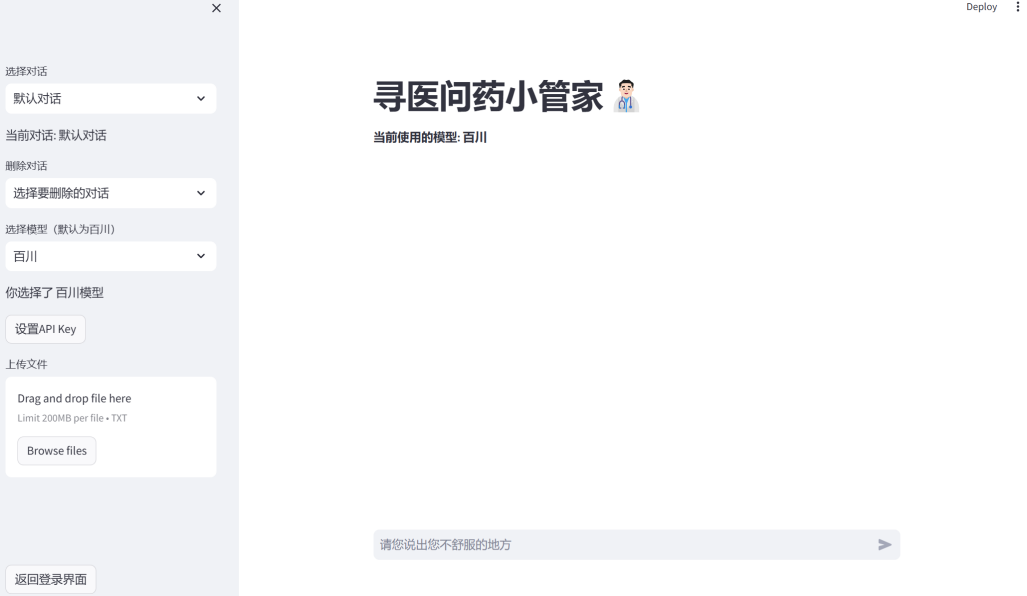 选择对话
默认对话
当前对话: 默认对话
删除对话
选择要删除的对话
选择模型（默认为百川）
百川
你选择了 百川模型
设置API Key
上传文件
Drag and drop file here
Limit 200MB per file • TXT
Browse files
返回登录界面
Deploy
寻医问药小管家
当前使用的模型: 百川
请您说出您不舒服的地方